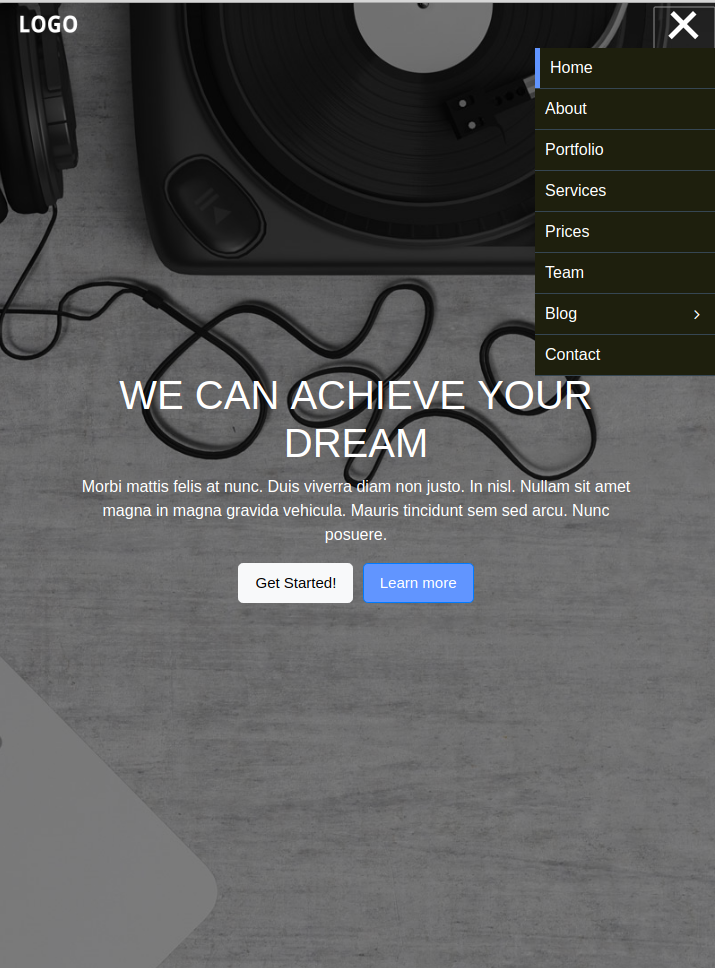 LOGO
Home
About
Portfolio
Services
Prices
Team
Blog
Contact
WE CAN ACHIEVE YOUR
DREAM
Morbi mattis felis at nunc. Duis viverra diam non justo. In nisl. Nullam sit amet
magna in magna gravida vehicula. Mauris tincidunt sem sed arcu. Nunc
posuere.
Get Started!
Learn more